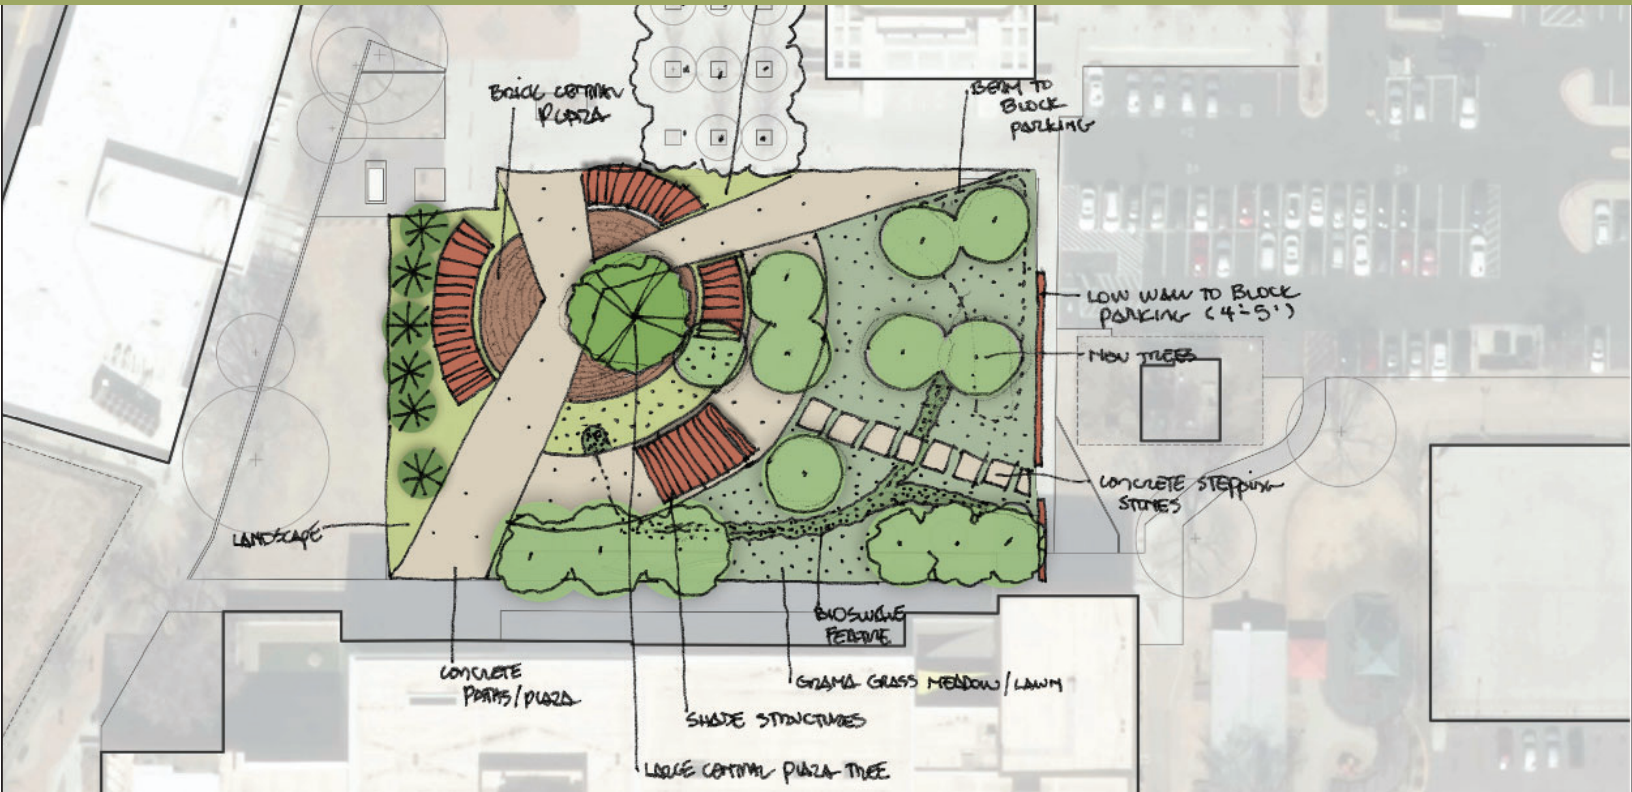 BRICK CENTRAL
PLAZA
BERM TO
BLOCK
PARKING
LOW WALL TO BLOCK
PARKING (4'-5')
NEW TREES
CONCRETE STEPPING
STONES
LANDSCAPE
BIOSWALE
FEATURE
CONCRETE
PATHS/PLAZA
GRAMA GRASS MEADOW/LAWN
SHADE STRUCTURES
LARGE CENTRAL PLAZA TREE